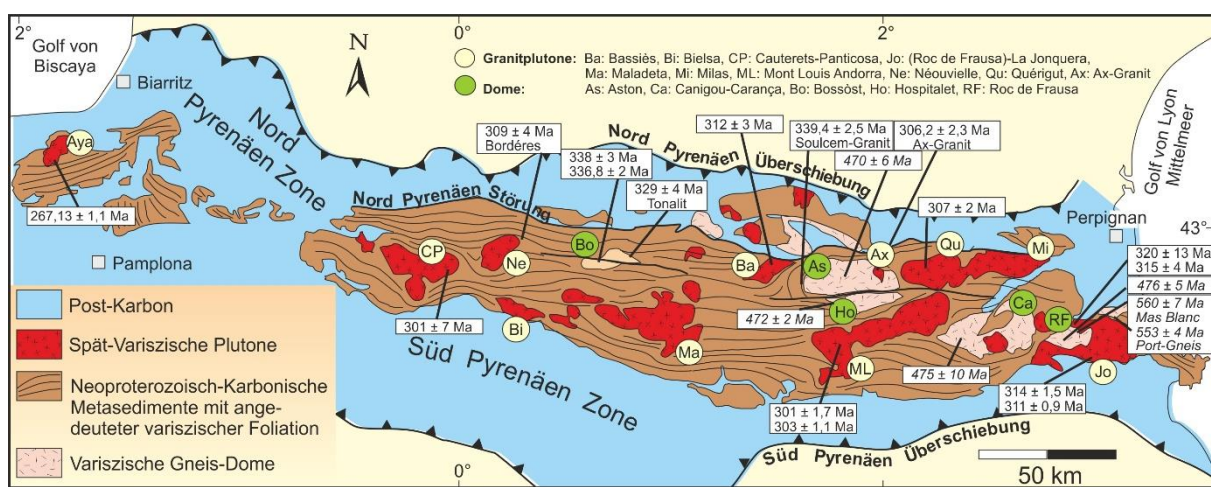 2°
0°
2°
Golf von
Biscaya
N
Granitplutone: Ba: Bassiès, Bi: Bielsa, CP: Cauterets-Panticosa, Jo: (Roc de Frausa)-La Jonquera,
Ma: Maladeta, Mi: Milas, ML: Mont Louis Andorra, Ne: Néouvielle, Qu: Quérigut, Ax: Ax-Granit
Dome: As: Aston, Ca: Canigou-Carança, Bo: Bossòst, Ho: Hospitalet, RF: Roc de Frausa
Biarritz
Nord
Pyrenäen Zone
Golf von Lyon
Mittelmeer
Aya
309 ± 4 Ma
Bordéres
338 ± 3 Ma
336,8 ± 2 Ma
329 ± 4 Ma
Tonalit
312 ± 3 Ma
Nord Pyrenäen Überschiebung
339,4 ± 2,5 Ma
Soulcem-Granit
470 ± 6 Ma
306,2 ± 2,3 Ma
Ax-Granit
307 ± 2 Ma
Perpignan
43°
267,13 ± 1,1 Ma
Nord Pyrenäen Störung
Pamplona
CP
Ne
Bo
Ba
As
Ax
Qu
Mi
320 ± 13 Ma
315 ± 4 Ma
476 ± 5 Ma
560 ± 7 Ma
Mas Blanc
553 ± 4 Ma
Port-Gneis
Post-Karbon
Spät-Variszische Plutone
Neoproterozoisch-Karbonische
Metasedimente mit ange-
deuteter variszischer Foliation
Variszische Gneis-Dome
301 ± 7 Ma
Bi
Ma
472 ± 2 Ma
Ho
ML
Ca
RF
Jo
475 ± 10 Ma
314 ± 1,5 Ma
311 ± 0,9 Ma
301 ± 1,7 Ma
303 ± 1,1 Ma
Süd Pyrenäen Zone
Süd Pyrenäen Überschiebung
0°
50 km